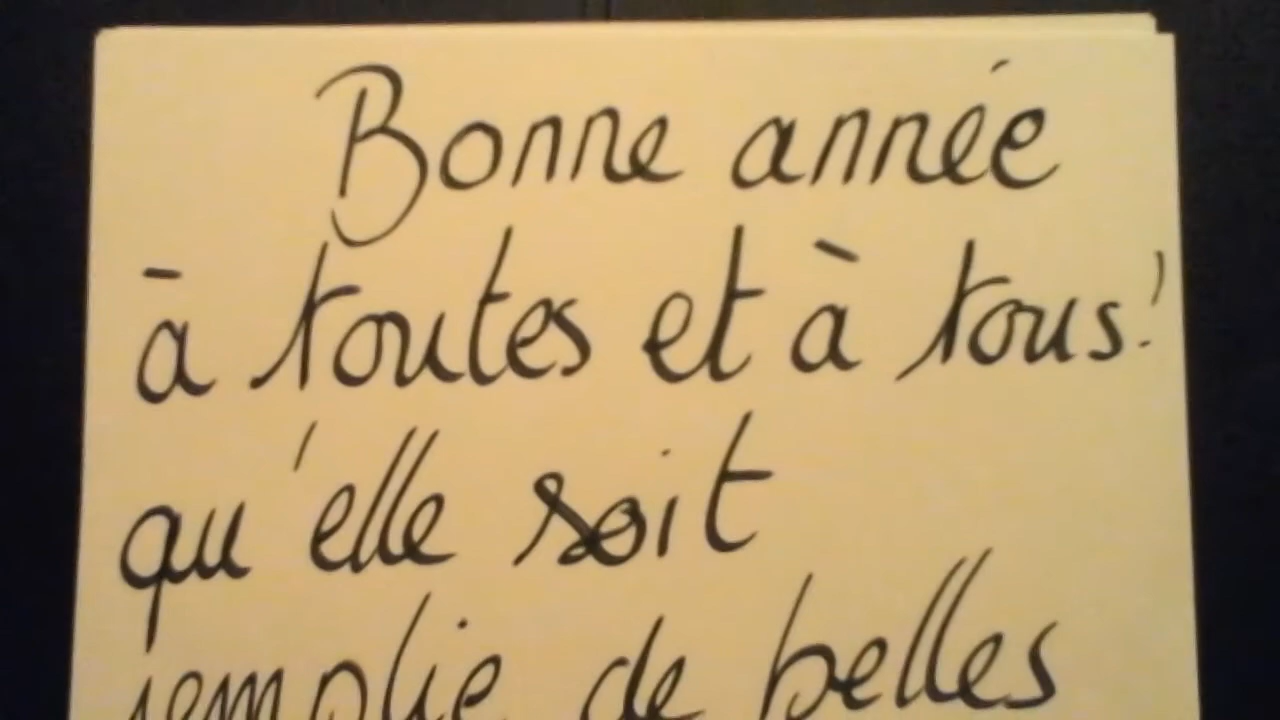 Bonne année
à toutes et à tous!
qu'elle soit
remplie de belles